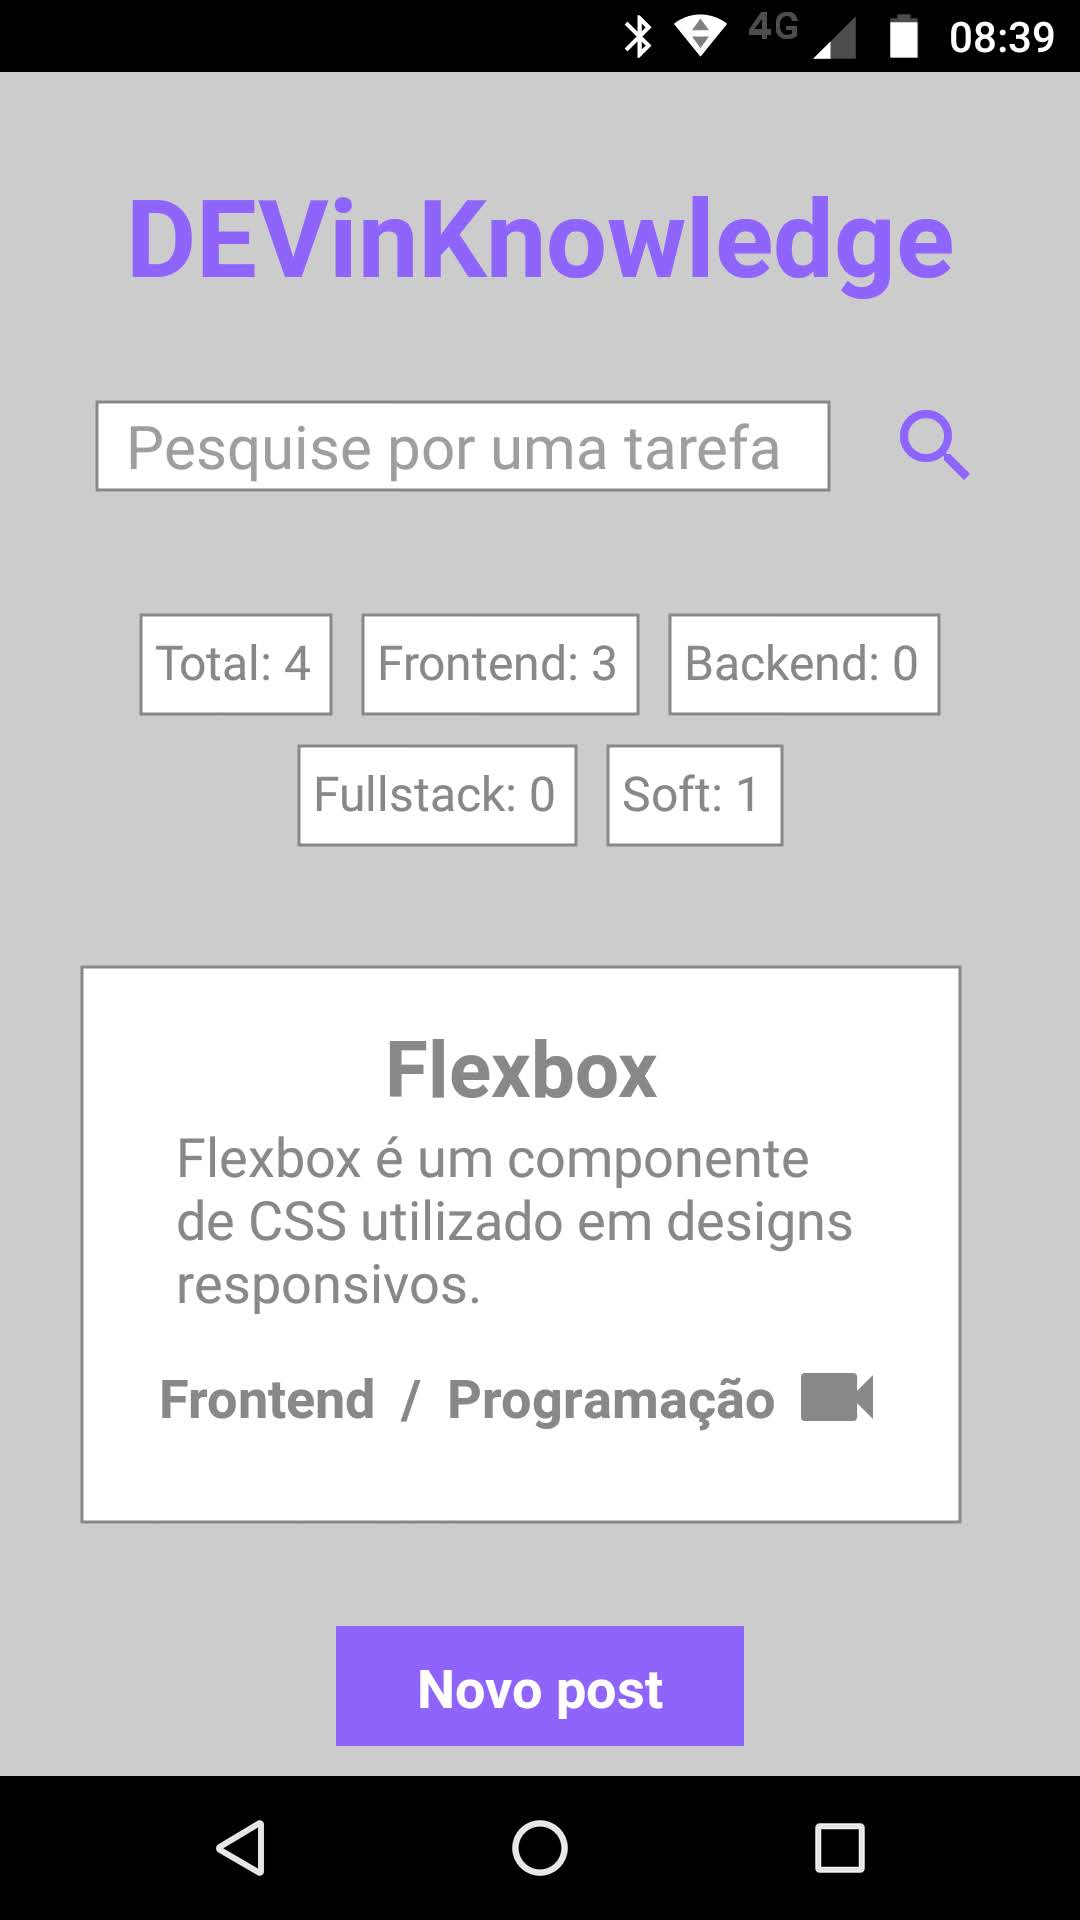 4G 08:39
DEVinKnowledge
Pesquise por uma tarefa
Total: 4 Frontend: 3 Backend: 0
Fullstack: 0 Soft: 1
Flexbox
Flexbox é um componente
de CSS utilizado em designs
responsivos.
Frontend / Programação
Novo post